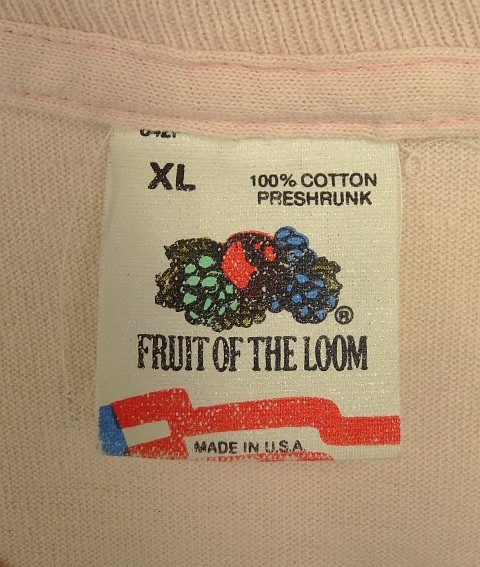 XL
100% COTTON
PRESHRUNK
®
FRUIT OF THE LOOM
MADE IN U.S.A.